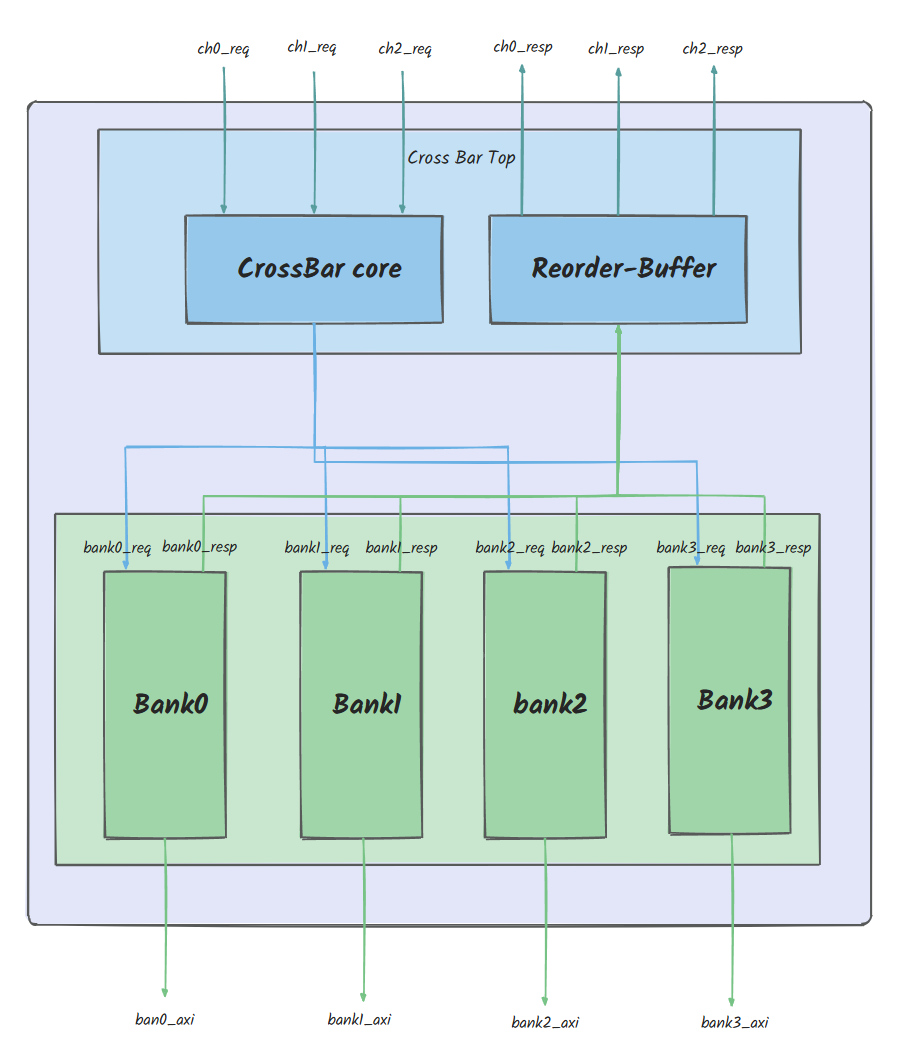 ch0_req
ch1_req
ch2_req
ch0_resp
ch1_resp
ch2_resp
Cross Bar Top
CrossBar core
Reorder-Buffer
bank0_req
bank0_resp
bank1_req
bank1_resp
bank2_req
bank2_resp
bank3_req
bank3_resp
Bank0
Bank1
bank2
Bank3
ban0_axi
bank1_axi
bank2_axi
bank3_axi